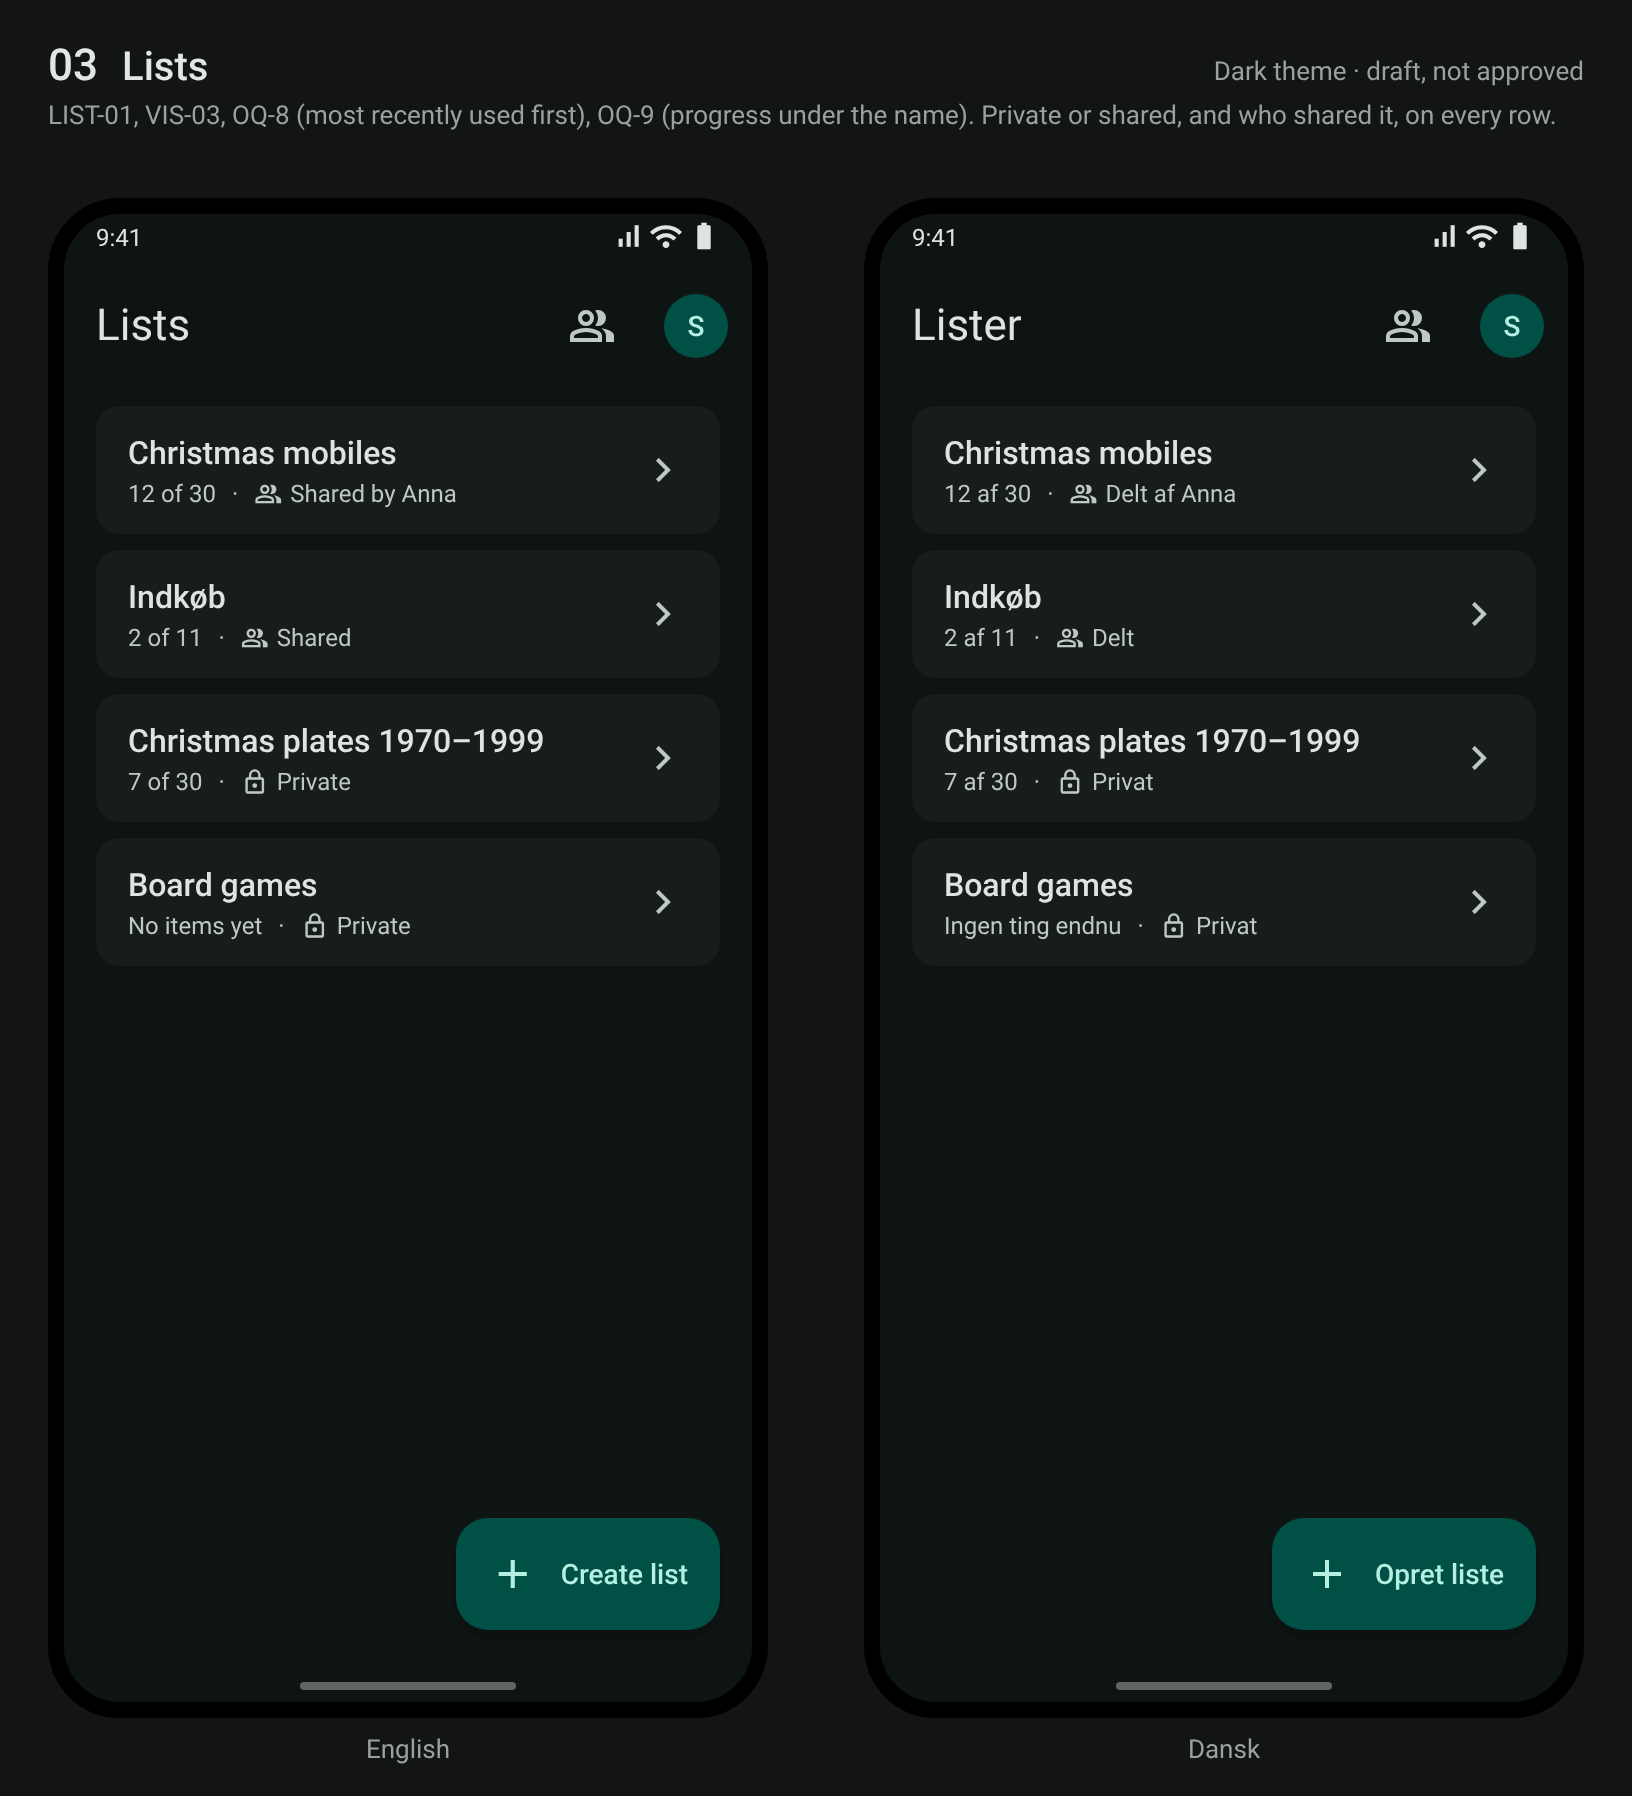 03 Lists
Dark theme · draft, not approved
LIST-01, VIS-03, OQ-8 (most recently used first), OQ-9 (progress under the name). Private or shared, and who shared it, on every row.
9:41
Lists
S
Christmas mobiles
12 of 30 · Shared by Anna
Indkøb
2 of 11 · Shared
Christmas plates 1970–1999
7 of 30 · Private
Board games
No items yet · Private
Create list
English
9:41
Lister
S
Christmas mobiles
12 af 30 · Delt af Anna
Indkøb
2 af 11 · Delt
Christmas plates 1970–1999
7 af 30 · Privat
Board games
Ingen ting endnu · Privat
Opret liste
Dansk